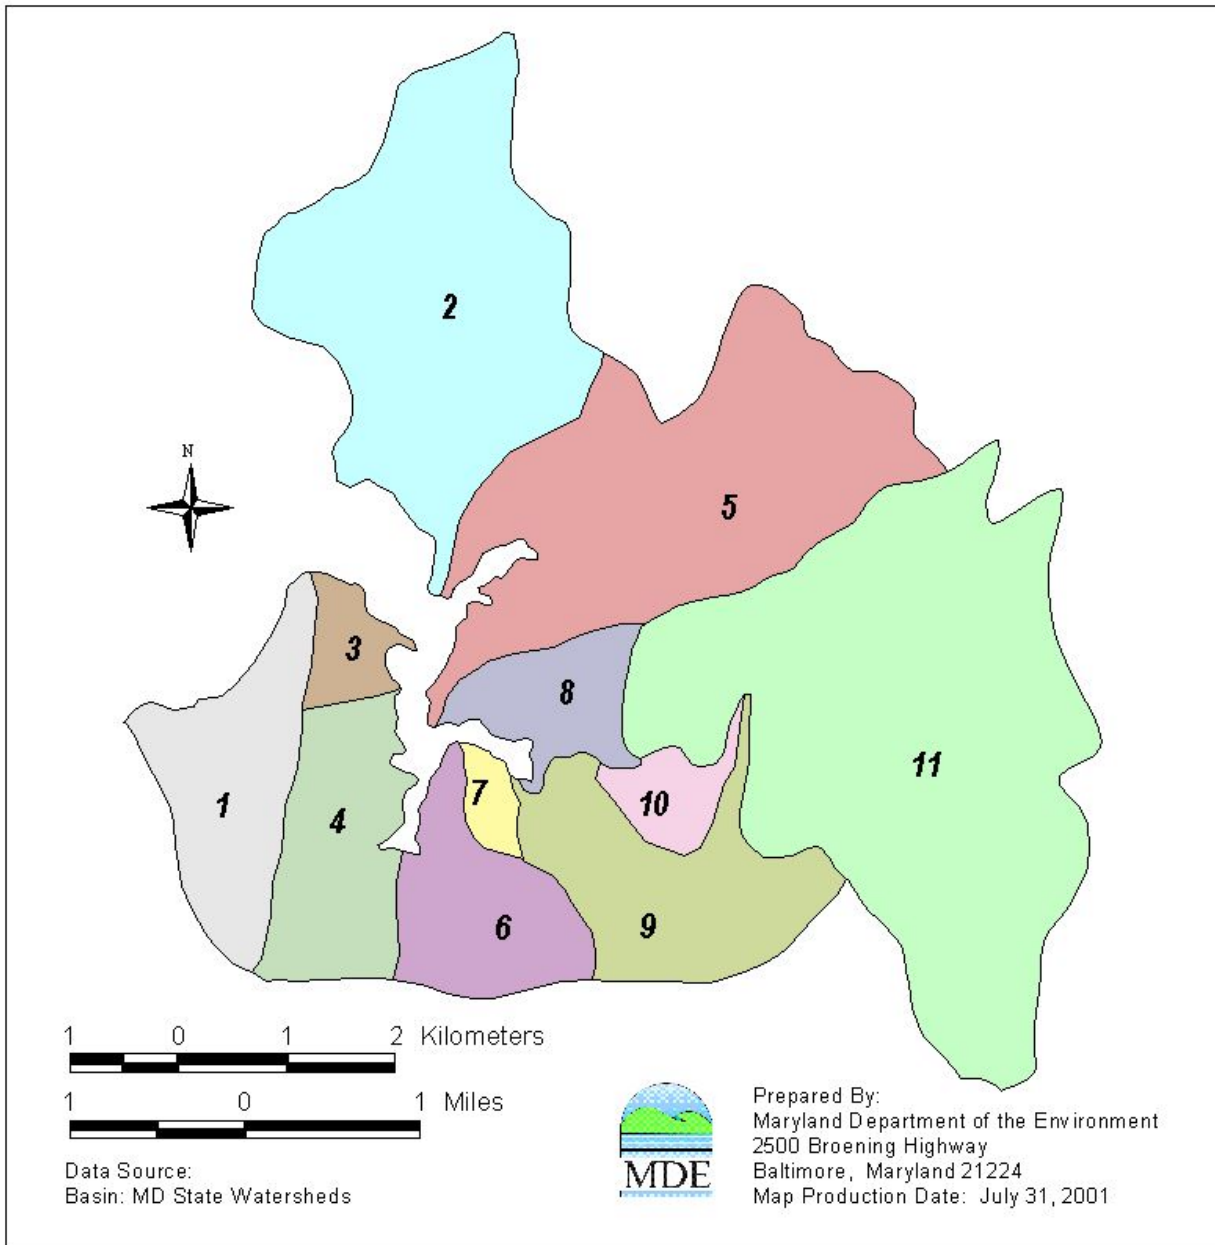 2
N
5
3
8
11
1
7
10
4
6
9
1 0 1 2 Kilometers
1 0 1 Miles
Data Source:
Basin: MD State Watersheds
MDE
Prepared By:
Maryland Department of the Environment
2500 Broening Highway
Baltimore, Maryland 21224
Map Production Date: July 31, 2001